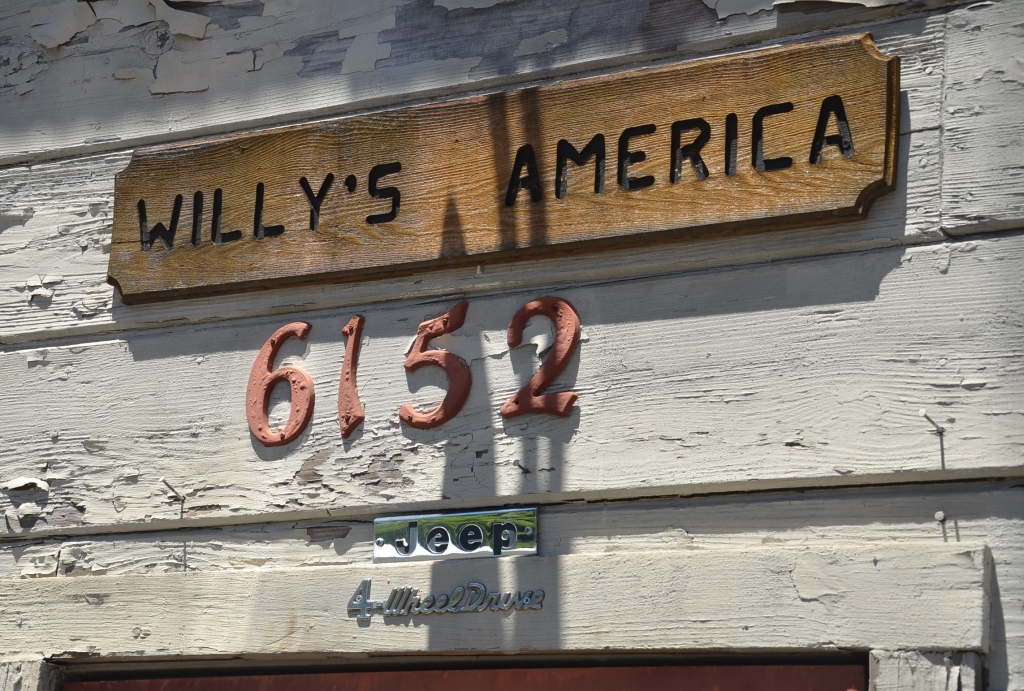 WILLY'S AMERICA
6152
Jeep
4-Wheel Drive